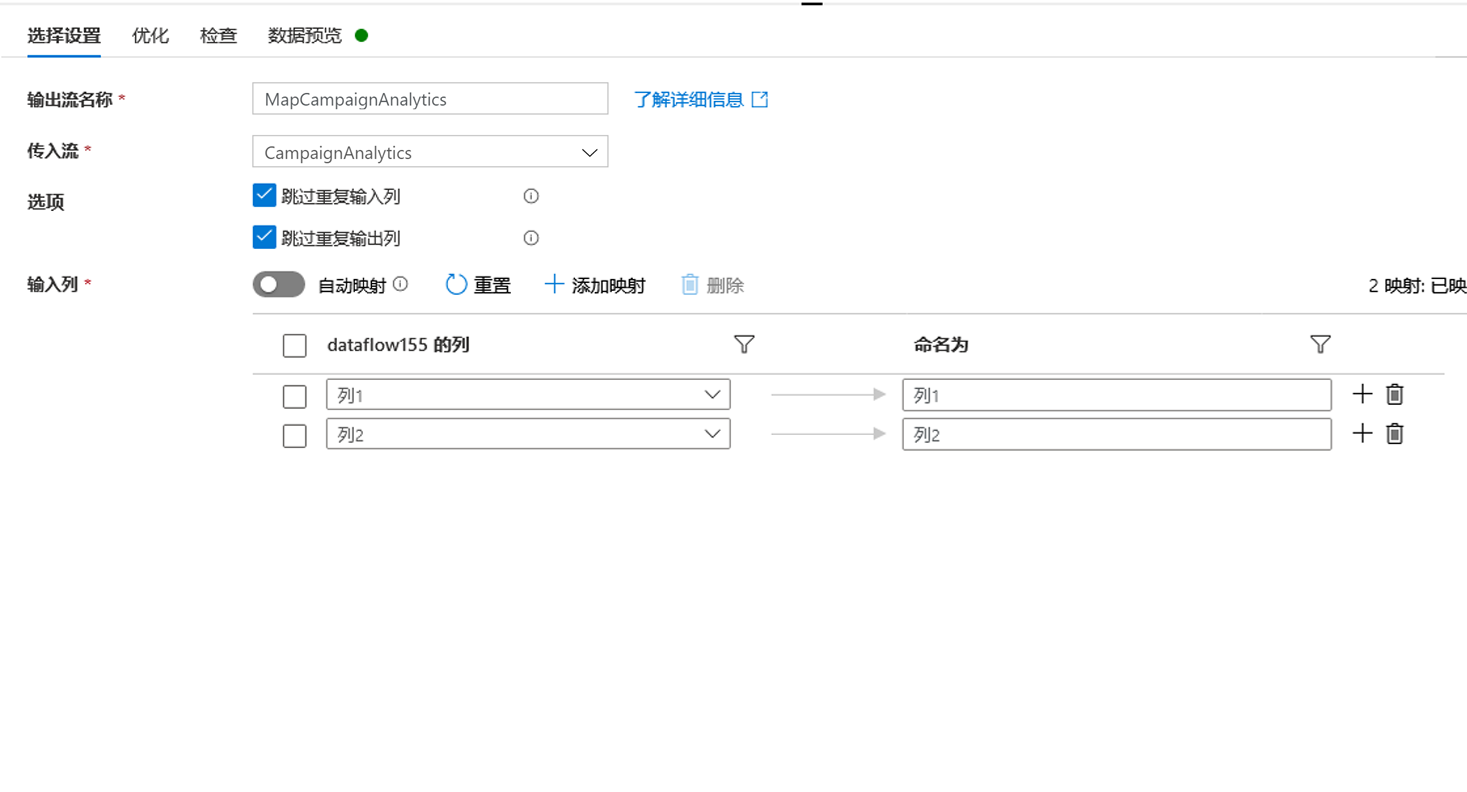 选择设置 优化 检查 数据预览
输出流名称 * MapCampaignAnalytics 了解详细信息
传入流 * CampaignAnalytics
选项 跳过重复输入列
跳过重复输出列
输入列 * 自动映射 重置 添加映射 删除 2 映射: 已映
dataflow155 的列 命名为
列1 列1
列2 列2